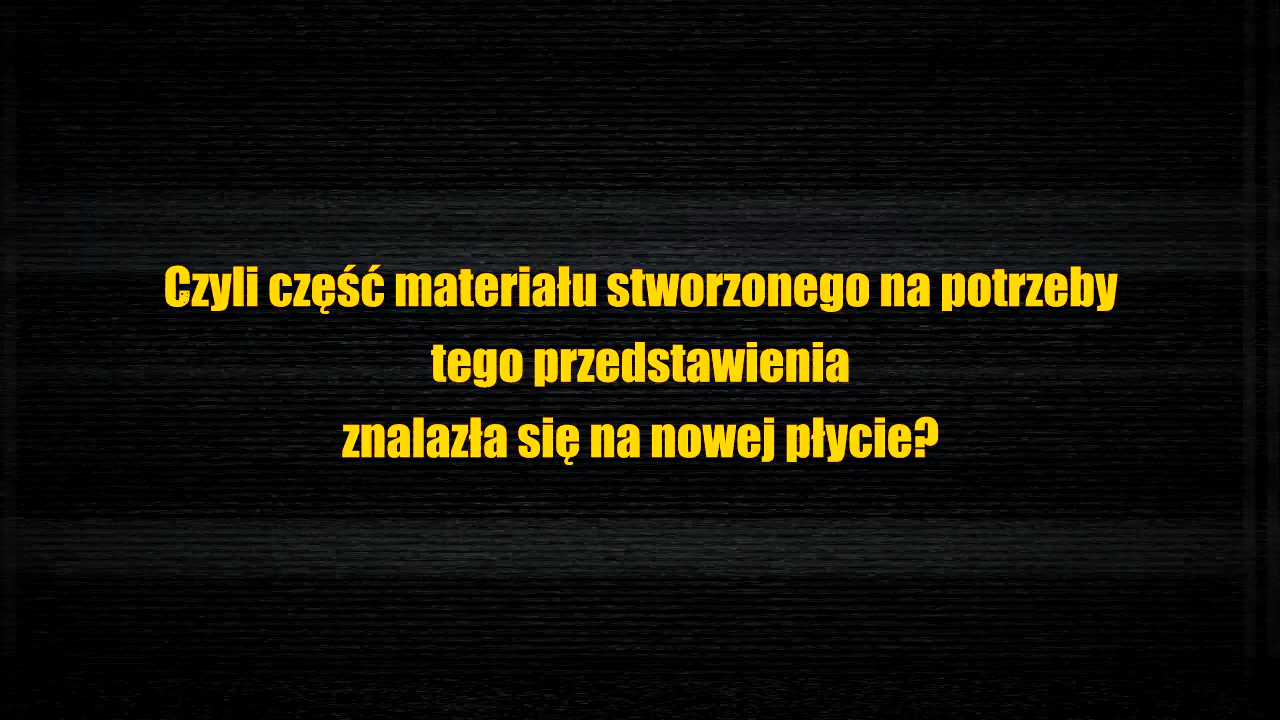 Czyli część materiału stworzonego na potrzeby
tego przedstawienia
znalazła się na nowej płycie?